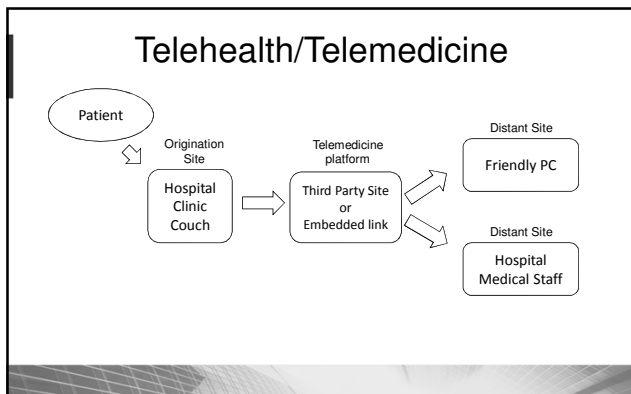 Telehealth/Telemedicine
Patient
Origination
Site
Hospital
Clinic
Couch
Telemedicine
platform
Third Party Site
or
Embedded link
Distant Site
Friendly PC
Distant Site
Hospital
Medical Staff